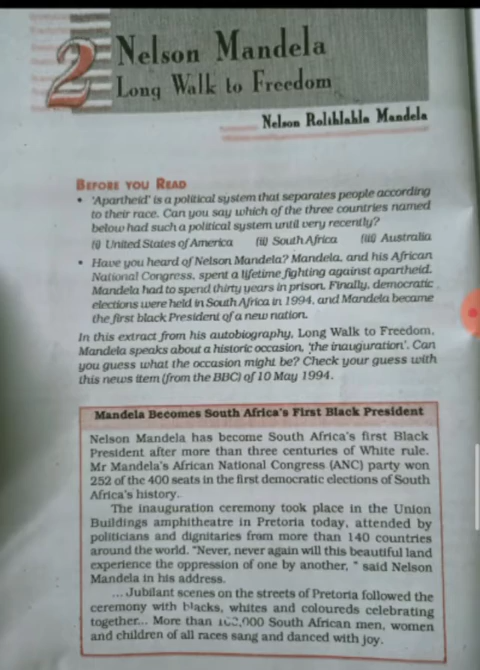 2
Nelson Mandela
Long Walk to Freedom
Nelson Rolihlahla Mandela
BEFORE YOU READ
• 'Apartheid' is a political system that separates people according
to their race. Can you say which of the three countries named
below had such a political system until very recently?
(i) United States of America (ii) South Africa (iii) Australia
• Have you heard of Nelson Mandela? Mandela, and his African
National Congress, spent a lifetime fighting against apartheid.
Mandela had to spend thirty years in prison. Finally, democratic
elections were held in South Africa in 1994, and Mandela became
the first black President of a new nation.
In this extract from his autobiography, Long Walk to Freedom,
Mandela speaks about a historic occasion, 'the inauguration'. Can
you guess what the occasion might be? Check your guess with
this news item (from the BBC) of 10 May 1994.
Mandela Becomes South Africa's First Black President
Nelson Mandela has become South Africa's first Black
President after more than three centuries of White rule.
Mr Mandela's African National Congress (ANC) party won
252 of the 400 seats in the first democratic elections of South
Africa's history.
The inauguration ceremony took place in the Union
Buildings amphitheatre in Pretoria today, attended by
politicians and dignitaries from more than 140 countries
around the world. "Never, never again will this beautiful land
experience the oppression of one by another, " said Nelson
Mandela in his address.
... Jubilant scenes on the streets of Pretoria followed the
ceremony with blacks, whites and coloureds celebrating
together... More than 100,000 South African men, women
and children of all races sang and danced with joy.